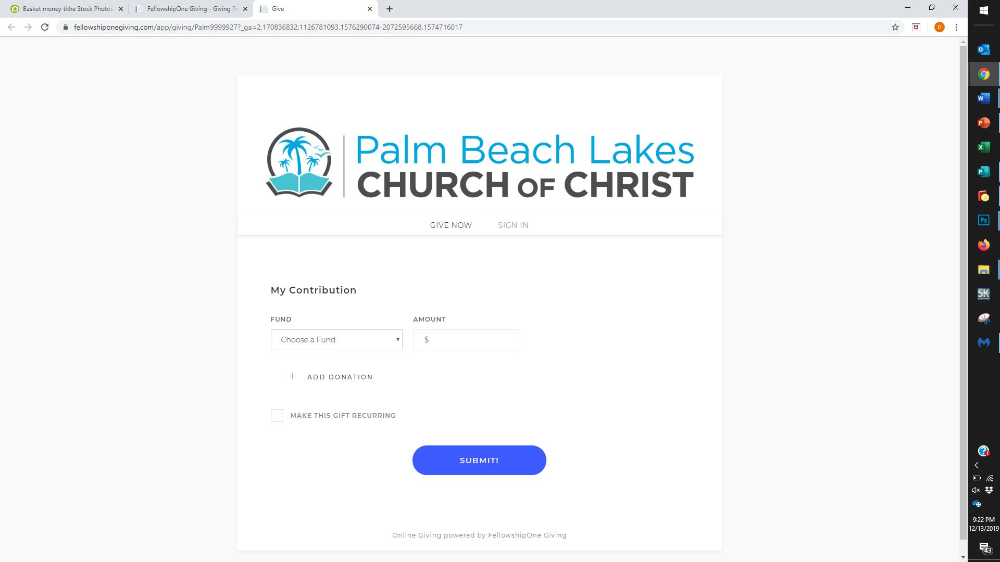 Basket money tithe Stock Photos,
FellowshipOne Giving - Giving Po
Give
fellowshiponegiving.com/app/giving/Palm9999927?_ga=2.170836832.1126781093.1576290074-2072595668.1574716017
D
Palm Beach Lakes
CHURCH OF CHRIST
GIVE NOW
SIGN IN
My Contribution
FUND
AMOUNT
Choose a Fund
$
+ ADD DONATION
MAKE THIS GIFT RECURRING
SUBMIT!
Online Giving powered by FellowshipOne Giving
O
W
P
X
P
Ps
SK
9:22 PM
12/13/2019
43